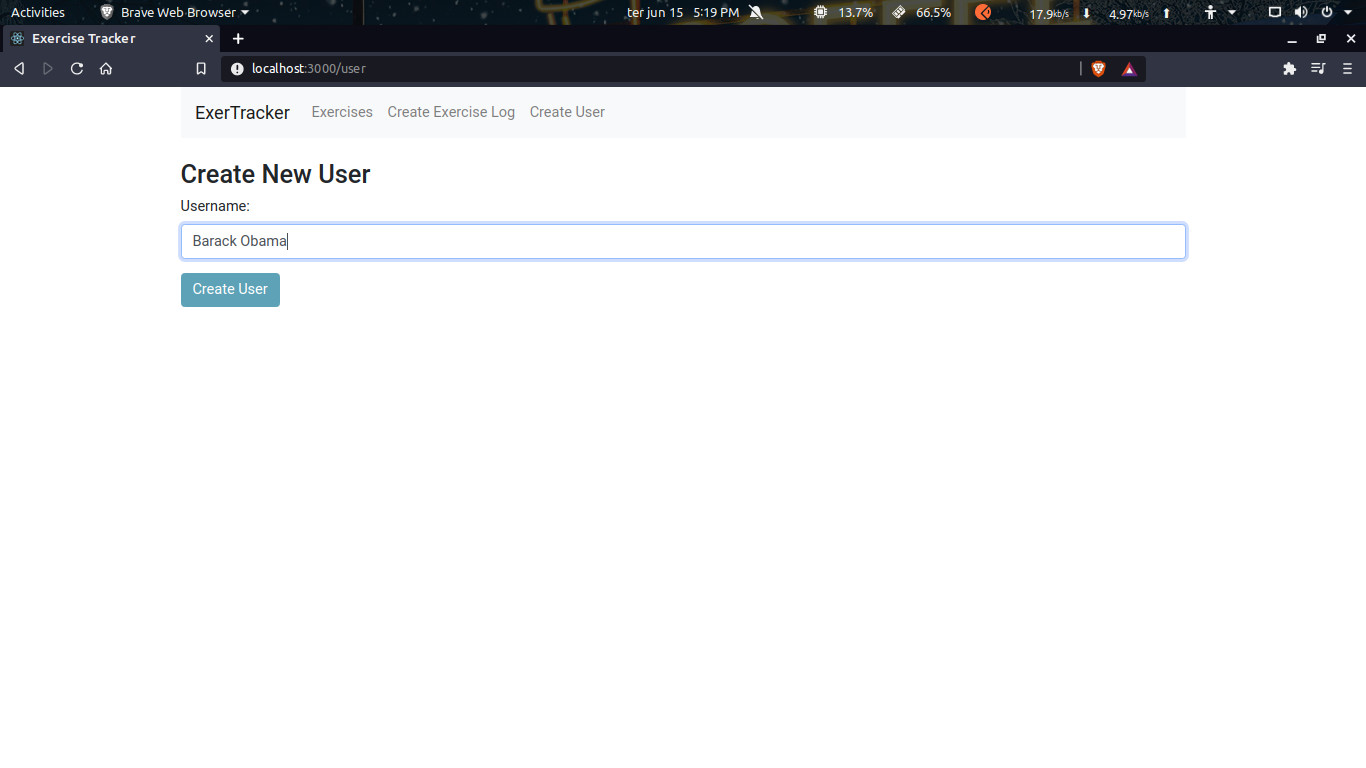 Activities Brave Web Browser ter jun 15 5:19 PM 13.7% 66.5% 17.9kb/s 4.97kb/s
Exercise Tracker
localhost:3000/user
ExerTracker Exercises Create Exercise Log Create User
Create New User
Username:
Barack Obama
Create User